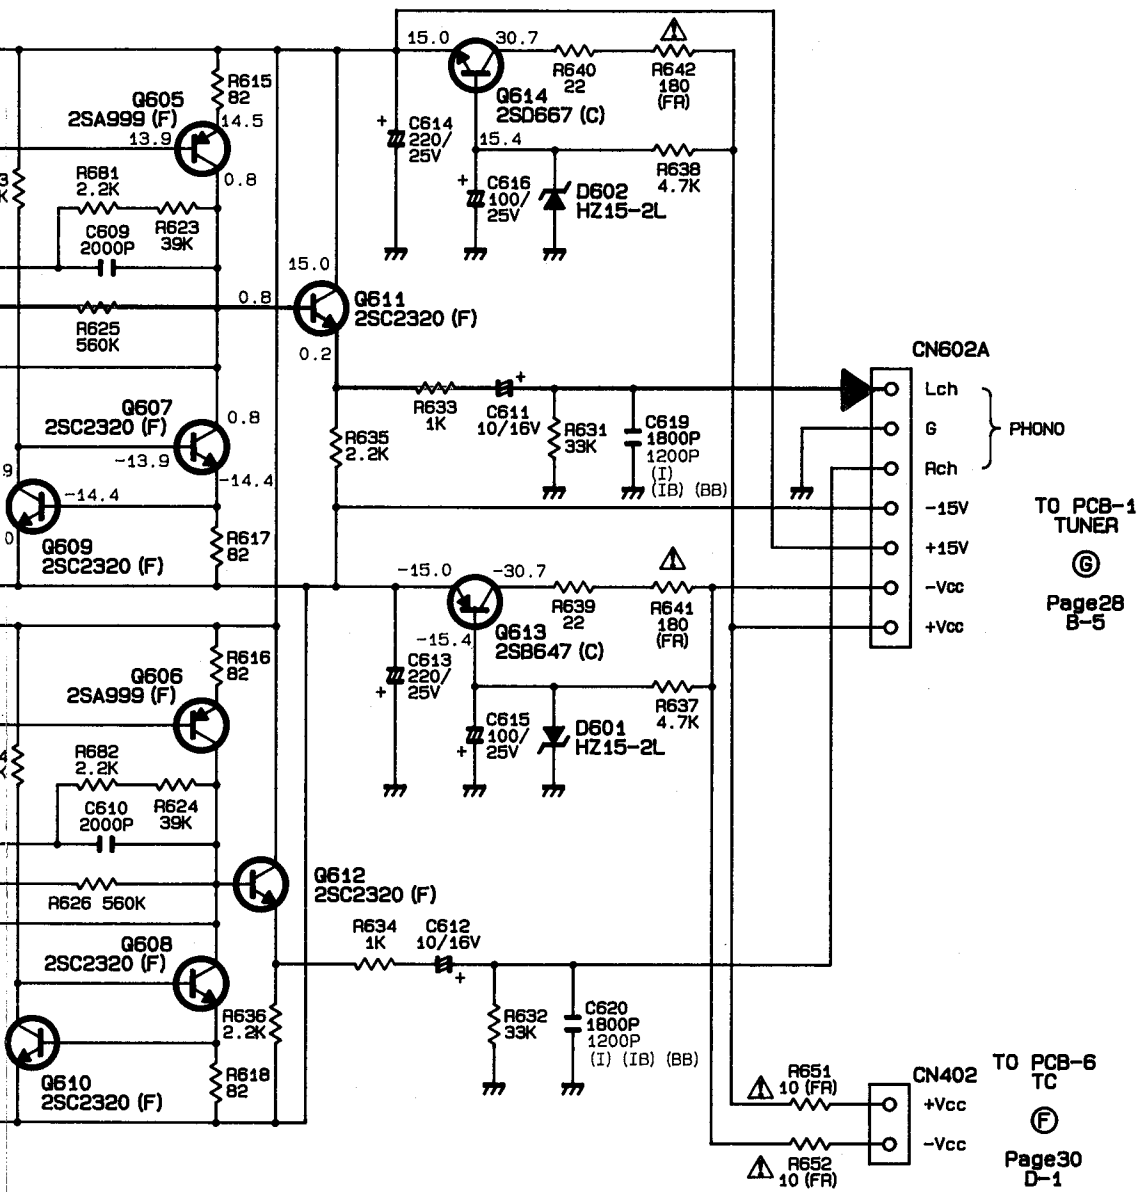 15.0
30.7
R640
22
R642
180
(FR)
R615
82
Q605
2SA999 (F)
14.5
13.9
Q614
2SD667 (C)
+
C614
220/
25V
15.4
R638
4.7K
3
K
R681
2.2K
0.8
+
C616
100/
25V
D602
HZ15-2L
C609
2000P
R623
39K
15.0
0.8
Q611
2SC2320 (F)
R625
560K
0.2
CN602A
Q607
2SC2320 (F)
0.8
R633
1K
+
C611
10/16V
R631
33K
C619
1800P
1200P
(I)
(IB) (BB)
Lch
G
Rch
PHONO
R635
2.2K
-13.9
9
-14.4
-14.4
-15V
TO PCB-1
TUNER
0
Q609
2SC2320 (F)
R617
82
+15V
G
-15.0
-30.7
R639
22
R641
180
(FR)
-Vcc
Page28
B-5
+Vcc
-15.4
Q613
2SB647 (C)
R616
82
Q606
2SA999 (F)
C613
220/
25V
+
R637
4.7K
C615
100/
25V
+
D601
HZ15-2L
4
K
R682
2.2K
C610
2000P
R624
39K
Q612
2SC2320 (F)
R626 560K
R634
1K
C612
10/16V
+
Q608
2SC2320 (F)
R636
2.2K
R632
33K
C620
1800P
1200P
(I) (IB) (BB)
Q610
2SC2320 (F)
R618
82
R651
10 (FR)
CN402
TO PCB-6
TC
+Vcc
F
-Vcc
R652
10 (FR)
Page30
D-1